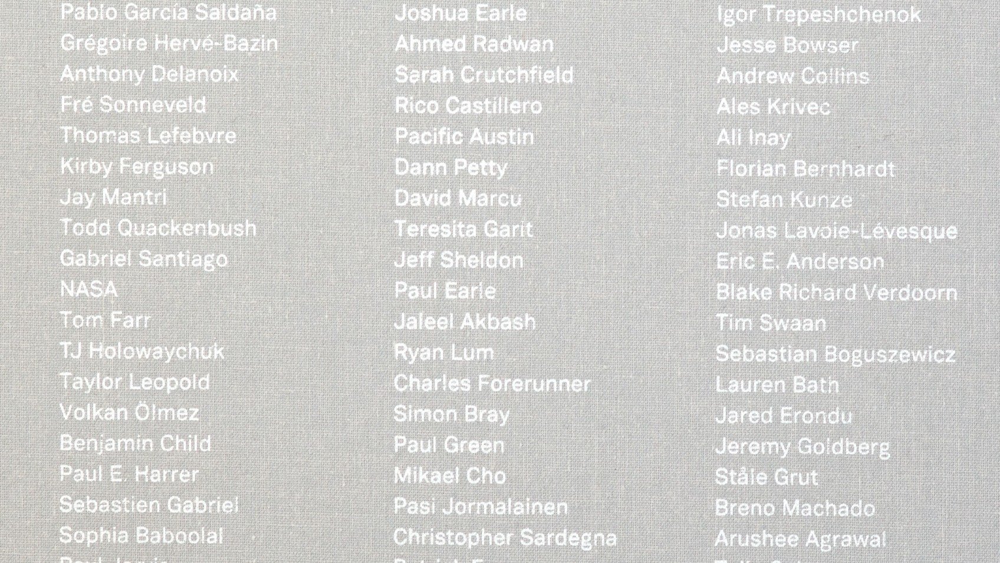 Pablo García Saldaña
Grégoire Hervé-Bazin
Anthony Delanoix
Fré Sonneveld
Thomas Lefebvre
Kirby Ferguson
Jay Mantri
Todd Quackenbush
Gabriel Santiago
NASA
Tom Farr
TJ Holowaychuk
Taylor Leopold
Volkan Ölmez
Benjamin Child
Paul E. Harrer
Sebastien Gabriel
Sophia Baboolal
Joshua Earle
Ahmed Radwan
Sarah Crutchfield
Rico Castillero
Pacific Austin
Dann Petty
David Marcu
Teresita Garit
Jeff Sheldon
Paul Earle
Jaleel Akbash
Ryan Lum
Charles Forerunner
Simon Bray
Paul Green
Mikael Cho
Pasi Jormalainen
Christopher Sardegna
Igor Trepeshchenok
Jesse Bowser
Andrew Collins
Ales Krivec
Ali Inay
Florian Bernhardt
Stefan Kunze
Jonas Lavoie-Lévesque
Eric E. Anderson
Blake Richard Verdoorn
Tim Swaan
Sebastian Boguszewicz
Lauren Bath
Jared Erondu
Jeremy Goldberg
Ståle Grut
Breno Machado
Arushee Agrawal